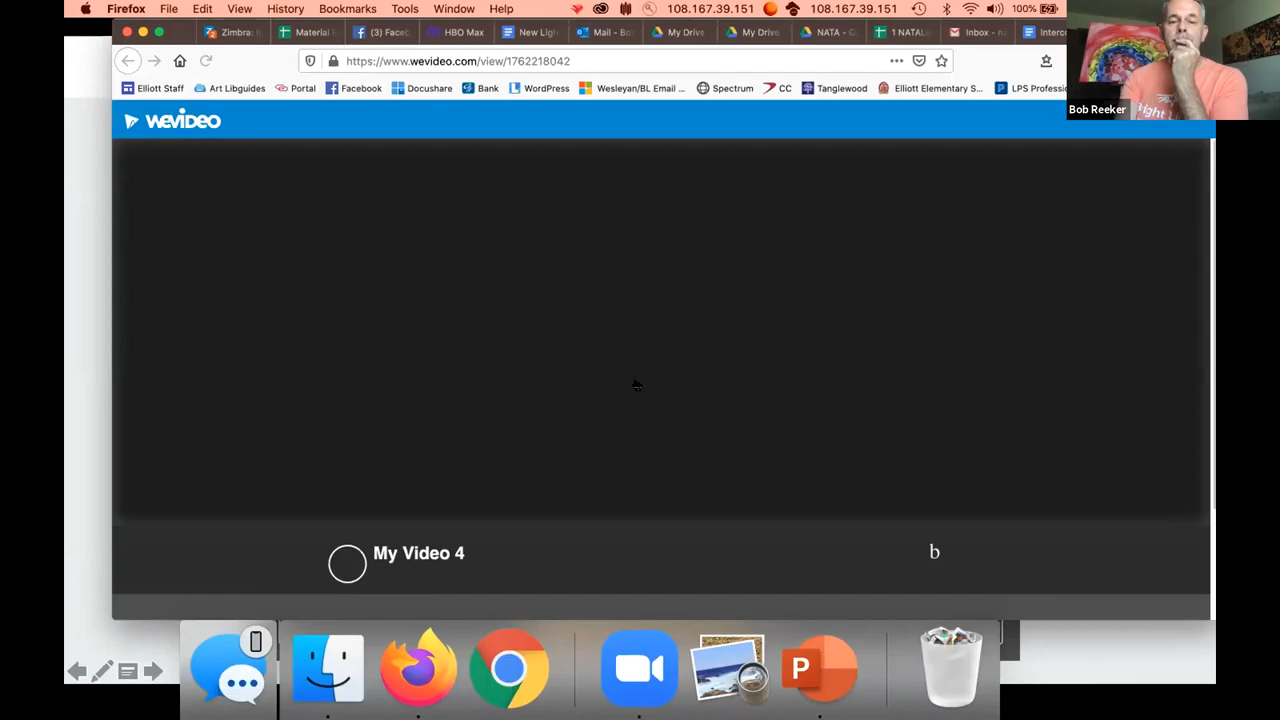 Firefox File Edit View History Bookmarks Tools Window Help 108.167.39.151 108.167.39.151 100%
Zimbra: Material (3) Faceb HBO Max New Ligh Mail - Bo My Drive My Drive NATA - G 1 NATAL Inbox - n Interc
https://www.wevideo.com/view/1762218042
Elliott Staff Art Libguides Portal Facebook Docushare Bank WordPress Wesleyan/BL Email ... Spectrum CC Tanglewood Elliott Elementary S... LPS Professi
Bob Reeker
WEVIDEO
My Video 4
b
P